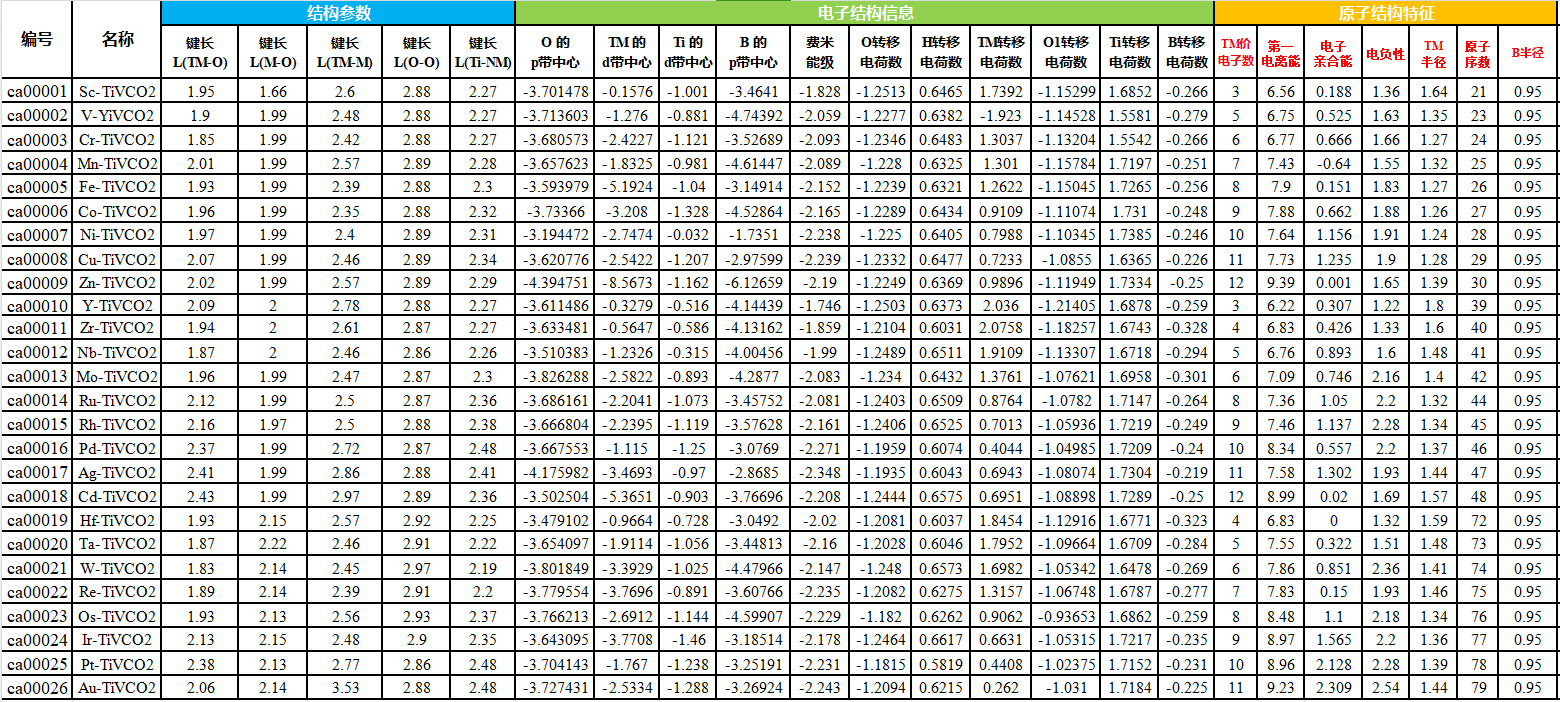 结构参数 电子结构信息 原子结构特征
编号 名称 键长 键长 键长 键长 键长 O 的 TM 的 Ti 的 B 的 费米 O转移 H转移 TM转移 O1转移 Ti转移 B转移 TM价 第一 电子 电负性 TM 原子 B半径
L(TM-O) L(M-O) L(TM-M) L(O-O) L(Ti-NM) p带中心 d带中心 d带中心 p带中心 能级 电荷数 电荷数 电荷数 电荷数 电荷数 电荷数 电子数 电离能 亲合能 半径 序数
ca00001 Sc-TiVCO2 1.95 1.66 2.6 2.88 2.27 -3.701478 -0.1576 -1.001 -3.4641 -1.828 -1.2513 0.6465 1.7392 -1.15299 1.6852 -0.266 3 6.56 0.188 1.36 1.64 21 0.95
ca00002 V-YiVCO2 1.9 1.99 2.48 2.88 2.27 -3.713603 -1.276 -0.881 -4.74392 -2.059 -1.2277 0.6382 -1.923 -1.14528 1.5581 -0.279 5 6.75 0.525 1.63 1.35 23 0.95
ca00003 Cr-TiVCO2 1.85 1.99 2.42 2.88 2.27 -3.680573 -2.4227 -1.121 -3.52689 -2.093 -1.2346 0.6483 1.3037 -1.13204 1.5542 -0.266 6 6.77 0.666 1.66 1.27 24 0.95
ca00004 Mn-TiVCO2 2.01 1.99 2.57 2.89 2.28 -3.657623 -1.8325 -0.981 -4.61447 -2.089 -1.228 0.6325 1.301 -1.15784 1.7197 -0.251 7 7.43 -0.64 1.55 1.32 25 0.95
ca00005 Fe-TiVCO2 1.93 1.99 2.39 2.88 2.3 -3.593979 -5.1924 -1.04 -3.14914 -2.152 -1.2239 0.6321 1.2622 -1.15045 1.7265 -0.256 8 7.9 0.151 1.83 1.27 26 0.95
ca00006 Co-TiVCO2 1.96 1.99 2.35 2.88 2.32 -3.73366 -3.208 -1.328 -4.52864 -2.165 -1.2289 0.6434 0.9109 -1.11074 1.731 -0.248 9 7.88 0.662 1.88 1.26 27 0.95
ca00007 Ni-TiVCO2 1.97 1.99 2.4 2.89 2.31 -3.194472 -2.7474 -0.032 -1.7351 -2.238 -1.225 0.6405 0.7988 -1.10345 1.7385 -0.246 10 7.64 1.156 1.91 1.24 28 0.95
ca00008 Cu-TiVCO2 2.07 1.99 2.46 2.89 2.34 -3.620776 -2.5422 -1.207 -2.97599 -2.239 -1.2332 0.6477 0.7233 -1.0855 1.6365 -0.226 11 7.73 1.235 1.9 1.28 29 0.95
ca00009 Zn-TiVCO2 2.02 1.99 2.57 2.89 2.29 -4.394751 -8.5673 -1.162 -6.12659 -2.19 -1.2249 0.6369 0.9896 -1.11949 1.7334 -0.25 12 9.39 0.001 1.65 1.39 30 0.95
ca00010 Y-TiVCO2 2.09 2 2.78 2.88 2.27 -3.611486 -0.3279 -0.516 -4.14439 -1.746 -1.2503 0.6373 2.036 -1.21405 1.6878 -0.259 3 6.22 0.307 1.22 1.8 39 0.95
ca00011 Zr-TiVCO2 1.94 2 2.61 2.87 2.27 -3.633481 -0.5647 -0.586 -4.13162 -1.859 -1.2104 0.6031 2.0758 -1.18257 1.6743 -0.328 4 6.83 0.426 1.33 1.6 40 0.95
ca00012 Nb-TiVCO2 1.87 2 2.46 2.86 2.26 -3.510383 -1.2326 -0.315 -4.00456 -1.99 -1.2489 0.6511 1.9109 -1.13307 1.6718 -0.294 5 6.76 0.893 1.6 1.48 41 0.95
ca00013 Mo-TiVCO2 1.96 1.99 2.47 2.87 2.3 -3.826288 -2.5822 -0.893 -4.2877 -2.083 -1.234 0.6432 1.3761 -1.07621 1.6958 -0.301 6 7.09 0.746 2.16 1.4 42 0.95
ca00014 Ru-TiVCO2 2.12 1.99 2.5 2.87 2.36 -3.686161 -2.2041 -1.073 -3.45752 -2.081 -1.2403 0.6509 0.8764 -1.0782 1.7147 -0.264 8 7.36 1.05 2.2 1.32 44 0.95
ca00015 Rh-TiVCO2 2.16 1.97 2.5 2.88 2.38 -3.666804 -2.2395 -1.119 -3.57628 -2.161 -1.2406 0.6525 0.7013 -1.05936 1.7219 -0.249 9 7.46 1.137 2.28 1.34 45 0.95
ca00016 Pd-TiVCO2 2.37 1.99 2.72 2.87 2.48 -3.667553 -1.115 -1.25 -3.0769 -2.271 -1.1959 0.6074 0.4044 -1.04985 1.7209 -0.24 10 8.34 0.557 2.2 1.37 46 0.95
ca00017 Ag-TiVCO2 2.41 1.99 2.86 2.88 2.41 -4.175982 -3.4693 -0.97 -2.8685 -2.348 -1.1935 0.6043 0.6943 -1.08074 1.7304 -0.219 11 7.58 1.302 1.93 1.44 47 0.95
ca00018 Cd-TiVCO2 2.43 1.99 2.97 2.89 2.36 -3.502504 -5.3651 -0.903 -3.76696 -2.208 -1.2444 0.6575 0.6951 -1.08898 1.7289 -0.25 12 8.99 0.02 1.69 1.57 48 0.95
ca00019 Hf-TiVCO2 1.93 2.15 2.57 2.92 2.25 -3.479102 -0.9664 -0.728 -3.0492 -2.02 -1.2081 0.6037 1.8454 -1.12916 1.6771 -0.323 4 6.83 0 1.32 1.59 72 0.95
ca00020 Ta-TiVCO2 1.87 2.22 2.46 2.91 2.22 -3.654097 -1.9114 -1.056 -3.44813 -2.16 -1.2028 0.6046 1.7952 -1.09664 1.6709 -0.284 5 7.55 0.322 1.51 1.48 73 0.95
ca00021 W-TiVCO2 1.83 2.14 2.45 2.97 2.19 -3.801849 -3.3929 -1.025 -4.47966 -2.147 -1.248 0.6573 1.6982 -1.05342 1.6478 -0.269 6 7.86 0.851 2.36 1.41 74 0.95
ca00022 Re-TiVCO2 1.89 2.14 2.39 2.91 2.2 -3.779554 -3.7696 -0.891 -3.60766 -2.235 -1.2082 0.6275 1.3157 -1.06748 1.6787 -0.277 7 7.83 0.15 1.93 1.46 75 0.95
ca00023 Os-TiVCO2 1.93 2.13 2.56 2.93 2.37 -3.766213 -2.6912 -1.144 -4.59907 -2.229 -1.182 0.6262 0.9062 -0.93653 1.6862 -0.259 8 8.48 1.1 2.18 1.34 76 0.95
ca00024 Ir-TiVCO2 2.13 2.15 2.48 2.9 2.35 -3.643095 -3.7708 -1.46 -3.18514 -2.178 -1.2464 0.6617 0.6631 -1.05315 1.7217 -0.235 9 8.97 1.565 2.2 1.36 77 0.95
ca00025 Pt-TiVCO2 2.38 2.13 2.77 2.86 2.48 -3.704143 -1.767 -1.238 -3.25191 -2.231 -1.1815 0.5819 0.4408 -1.02375 1.7152 -0.231 10 8.96 2.128 2.28 1.39 78 0.95
ca00026 Au-TiVCO2 2.06 2.14 3.53 2.88 2.48 -3.727431 -2.5334 -1.288 -3.26924 -2.243 -1.2094 0.6215 0.262 -1.031 1.7184 -0.225 11 9.23 2.309 2.54 1.44 79 0.95